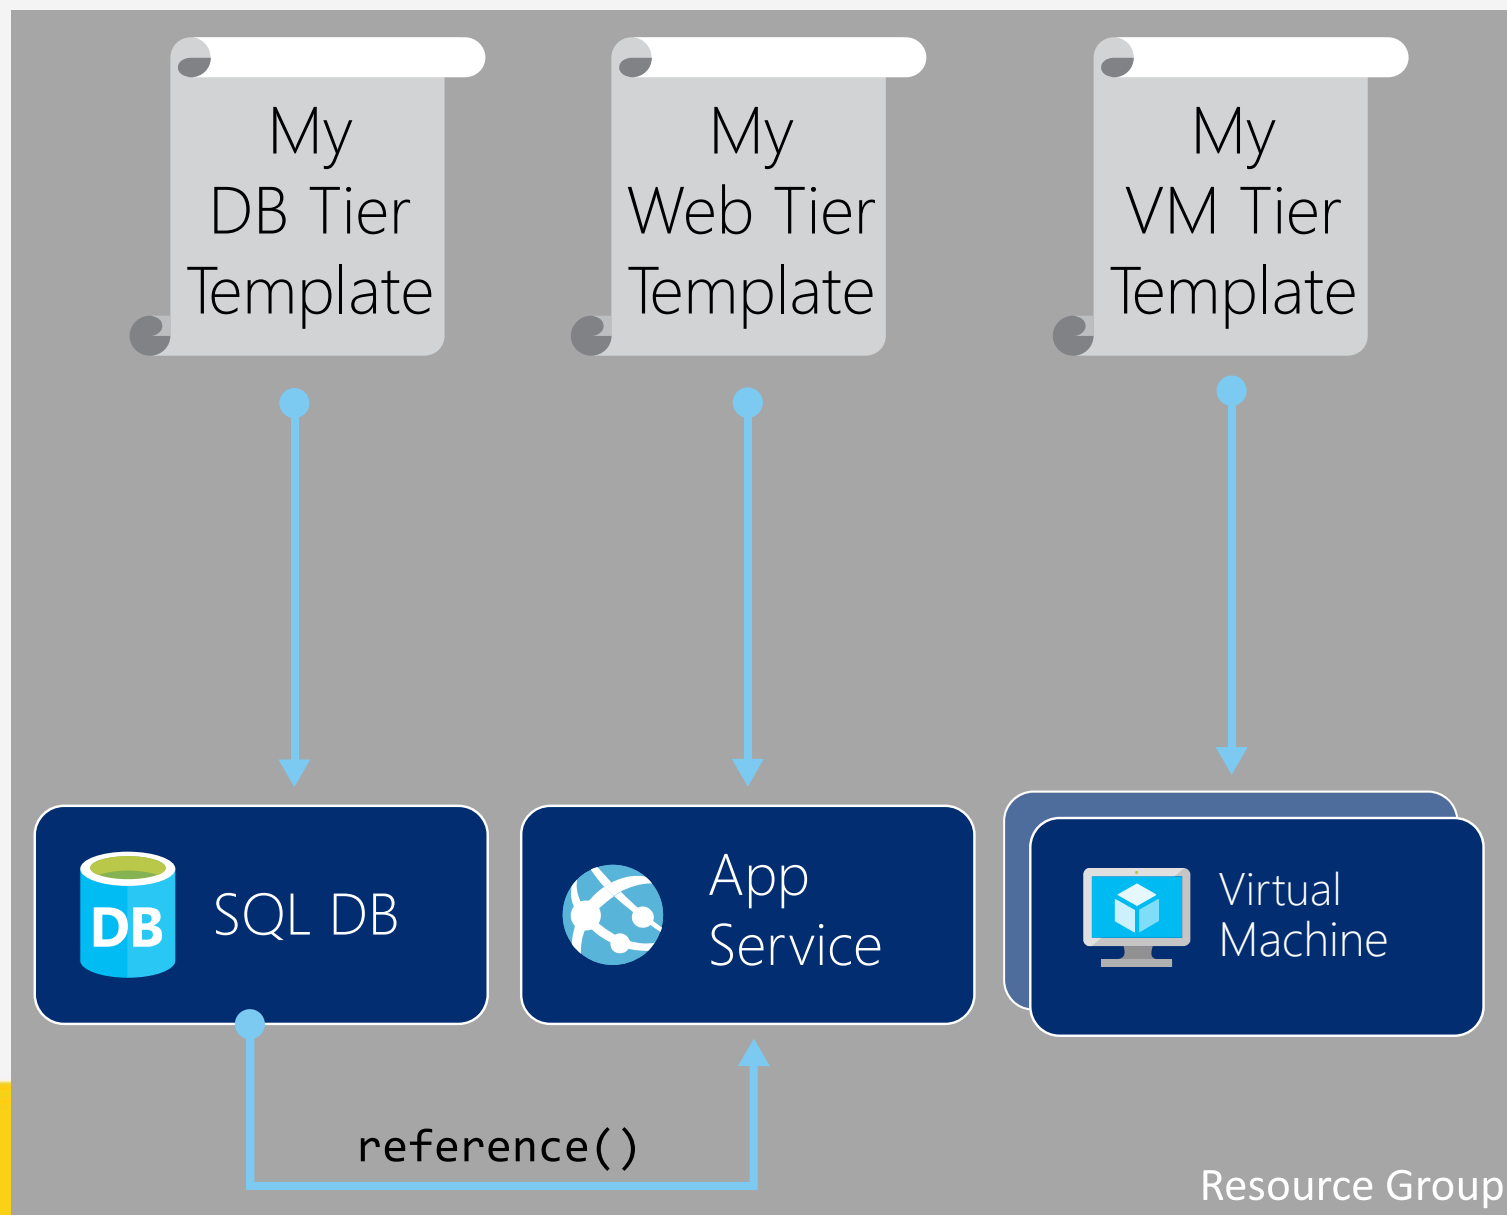 My
DB Tier
Template
My
Web Tier
Template
My
VM Tier
Template
DB
SQL DB
App
Service
Virtual
Machine
reference()
Resource Group